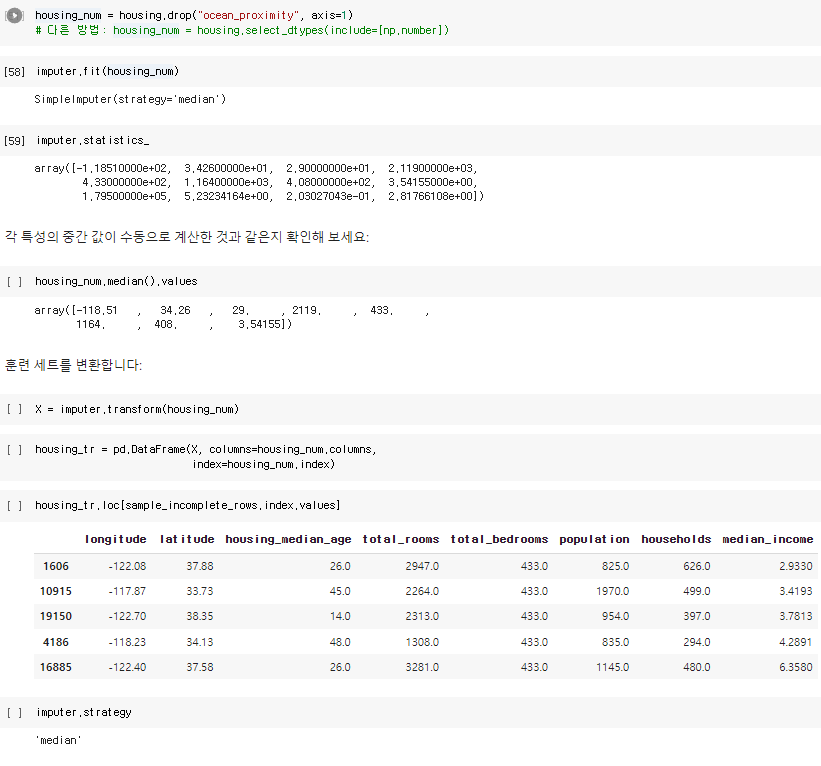 housing_num = housing.drop("ocean_proximity", axis=1)
# 다른 방법: housing_num = housing.select_dtypes(include=[np.number])
[58] imputer.fit(housing_num)
SimpleImputer(strategy='median')
[59] imputer.statistics_
array([-1.18510000e+02, 3.42600000e+01, 2.90000000e+01, 2.11900000e+03,
4.33000000e+02, 1.16400000e+03, 4.08000000e+02, 3.54155000e+00,
1.79500000e+05, 5.23234164e+00, 2.03027043e-01, 2.81766108e+00])
각 특성의 중간 값이 수동으로 계산한 것과 같은지 확인해 보세요:
[ ] housing_num.median().values
array([-118.51 , 34.26 , 29. , 2119. , 433. ,
1164. , 408. , 3.54155])
훈련 세트를 변환합니다:
[ ] X = imputer.transform(housing_num)
[ ] housing_tr = pd.DataFrame(X, columns=housing_num.columns,
index=housing_num.index)
[ ] housing_tr.loc[sample_incomplete_rows.index.values]
longitude latitude housing_median_age total_rooms total_bedrooms population households median_income
1606 -122.08 37.88 26.0 2947.0 433.0 825.0 626.0 2.9330
10915 -117.87 33.73 45.0 2264.0 433.0 1970.0 499.0 3.4193
19150 -122.70 38.35 14.0 2313.0 433.0 954.0 397.0 3.7813
4186 -118.23 34.13 48.0 1308.0 433.0 835.0 294.0 4.2891
16885 -122.40 37.58 26.0 3281.0 433.0 1145.0 480.0 6.3580
[ ] imputer.strategy
'median'